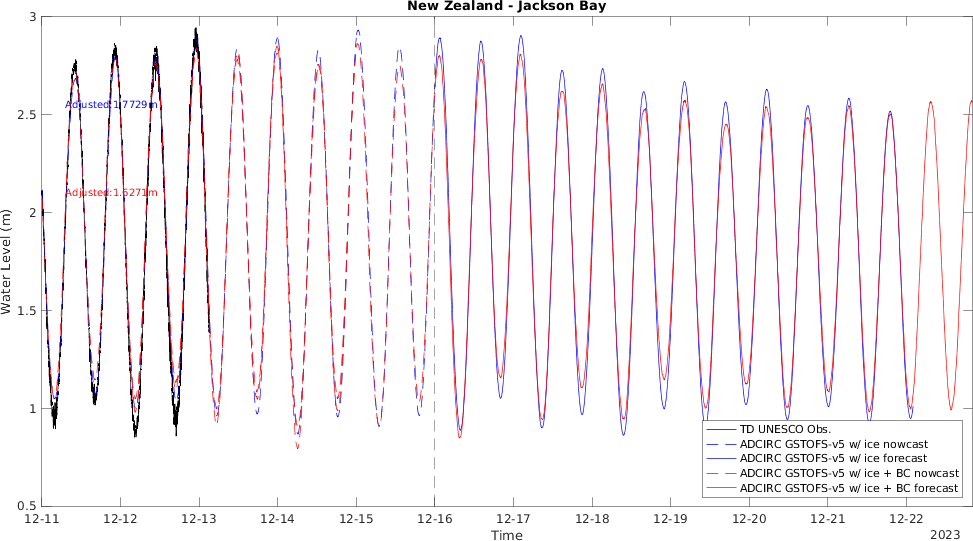 New Zealand - Jackson Bay
3
2.5
2
1.5
1
0.5
Water Level (m)
Adjusted:1.7729m
Adjusted:1.6271m
TD UNESCO Obs.
ADCIRC GSTOFS-v5 w/ ice nowcast
ADCIRC GSTOFS-v5 w/ ice forecast
ADCIRC GSTOFS-v5 w/ ice + BC nowcast
ADCIRC GSTOFS-v5 w/ ice + BC forecast
12-11 12-12 12-13 12-14 12-15 12-16 12-17 12-18 12-19 12-20 12-21 12-22
Time
2023